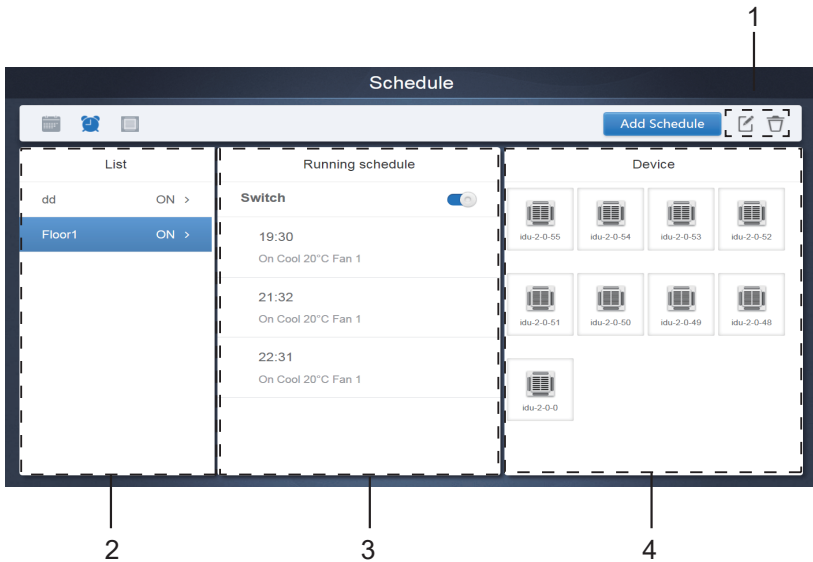 1
Schedule
Add Schedule
List
dd ON >
Floor1 ON >
Running schedule
Switch
19:30
On Cool 20°C Fan 1
21:32
On Cool 20°C Fan 1
22:31
On Cool 20°C Fan 1
Device
idu-2-0-55 idu-2-0-54 idu-2-0-53 idu-2-0-52
idu-2-0-51 idu-2-0-50 idu-2-0-49 idu-2-0-48
idu-2-0-0
2 3 4